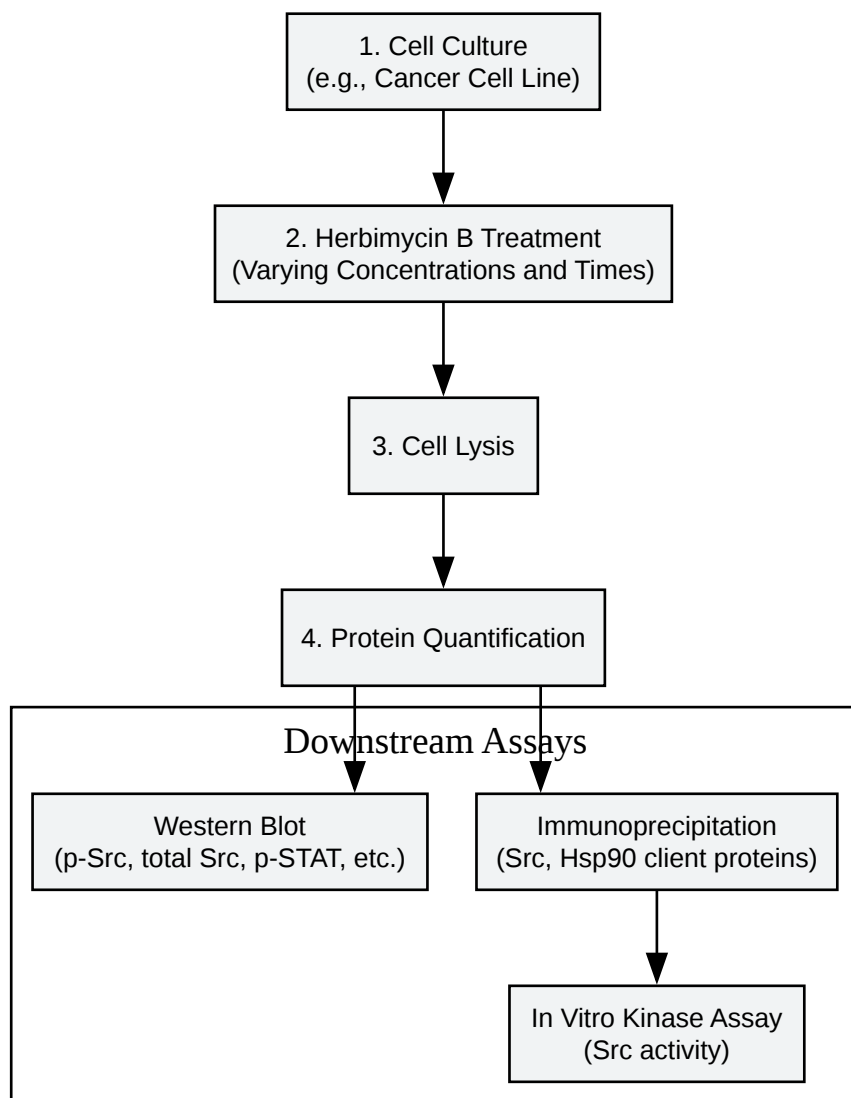 1. Cell Culture
(e.g., Cancer Cell Line)
2. Herbimycin B Treatment
(Varying Concentrations and Times)
3. Cell Lysis
4. Protein Quantification
Downstream Assays
Western Blot
(p-Src, total Src, p-STAT, etc.)
Immunoprecipitation
(Src, Hsp90 client proteins)
In Vitro Kinase Assay
(Src activity)